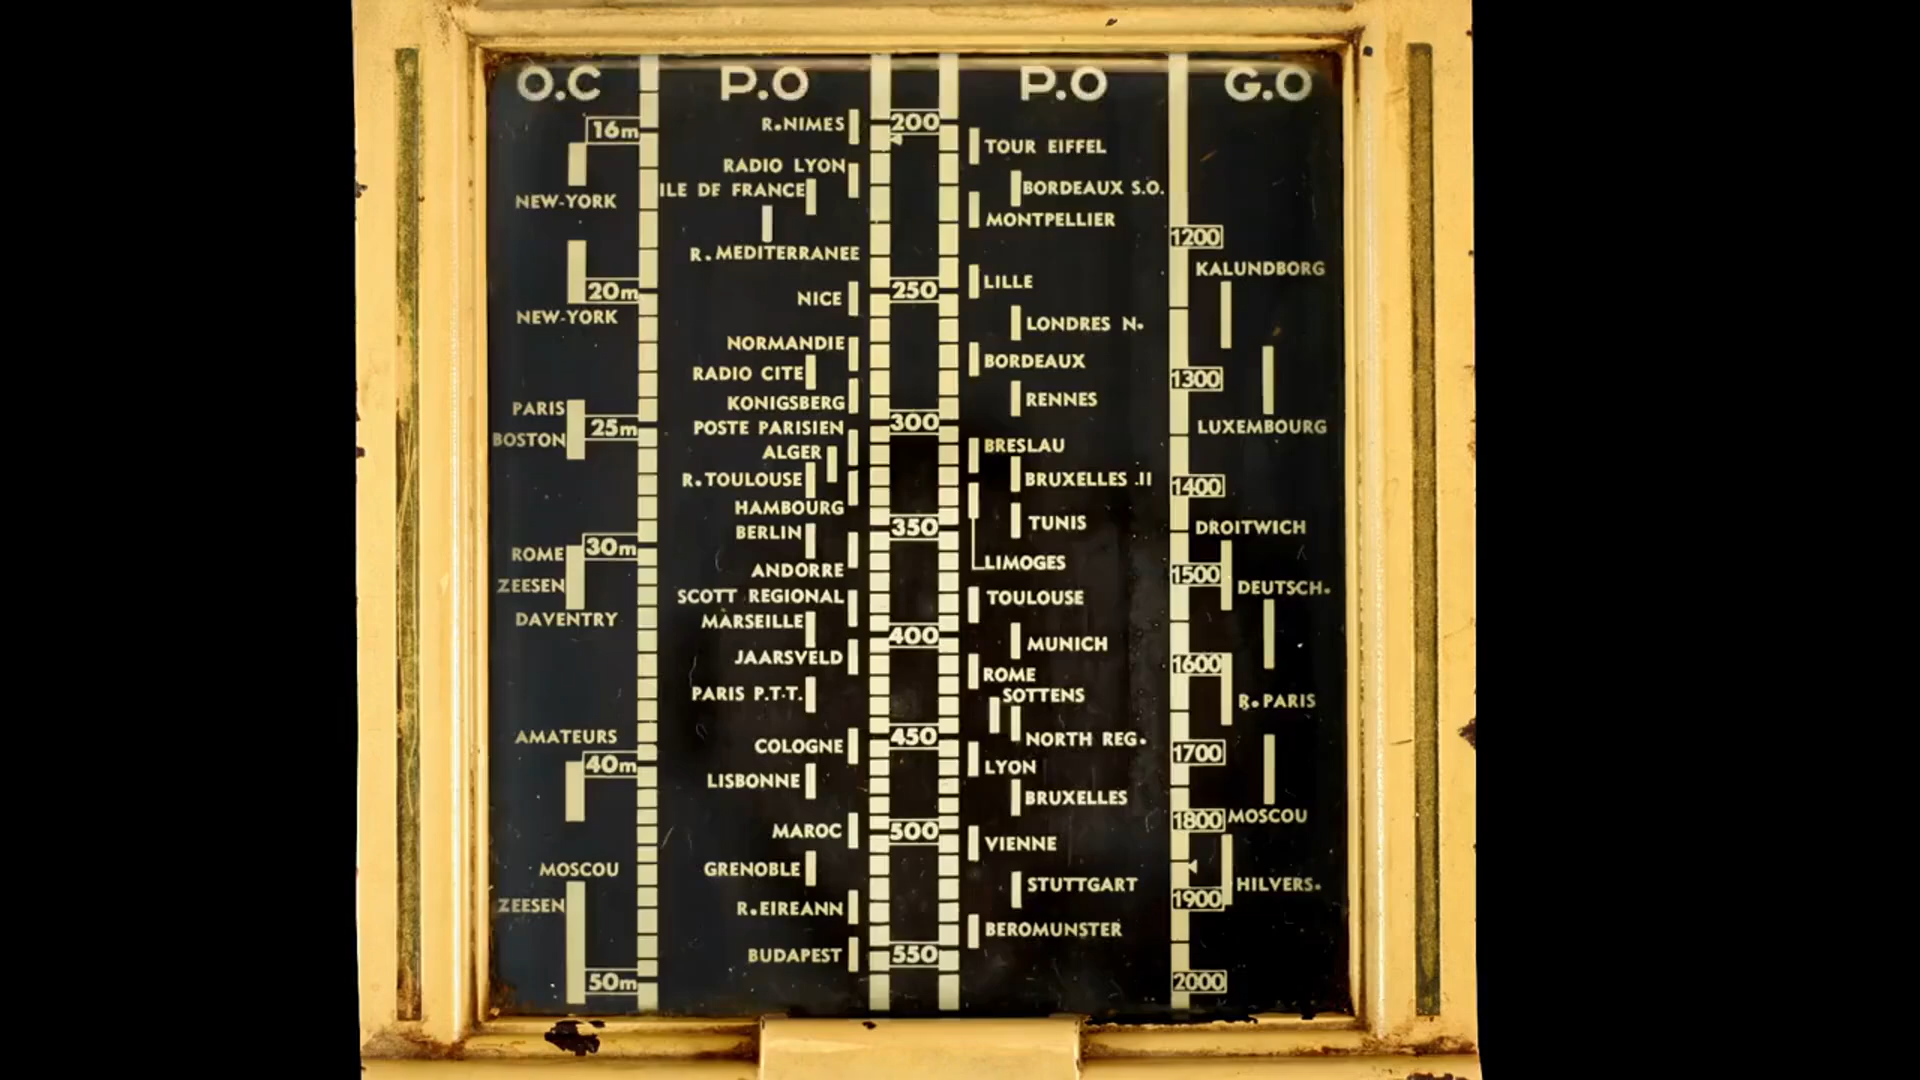 O.C
16m
NEW-YORK
20m
NEW-YORK
PARIS
25m
BOSTON
30m
ROME
ZEESEN
DAVENTRY
AMATEURS
40m
MOSCOU
ZEESEN
50m
P.O
R.NIMES
RADIO LYON
ILE DE FRANCE
R. MEDITERRANEE
NICE
NORMANDIE
RADIO CITE
KONIGSBERG
POSTE PARISIEN
ALGER
R.TOULOUSE
HAMBOURG
BERLIN
ANDORRE
SCOTT REGIONAL
MARSEILLE
JAARSVELD
PARIS P.T.T.
COLOGNE
LISBONNE
MAROC
GRENOBLE
R.EIREANN
BUDAPEST
200
250
300
350
400
450
500
550
P.O
TOUR EIFFEL
BORDEAUX S.O.
MONTPELLIER
LILLE
LONDRES N.
BORDEAUX
RENNES
BRESLAU
BRUXELLES .II
TUNIS
LIMOGES
TOULOUSE
MUNICH
ROME
SOTTENS
NORTH REG.
LYON
BRUXELLES
VIENNE
STUTTGART
BEROMUNSTER
G.O
1200
KALUNDBORG
1300
LUXEMBOURG
1400
DROITWICH
1500
DEUTSCH.
1600
R.PARIS
1700
1800
MOSCOU
HILVERS.
1900
2000